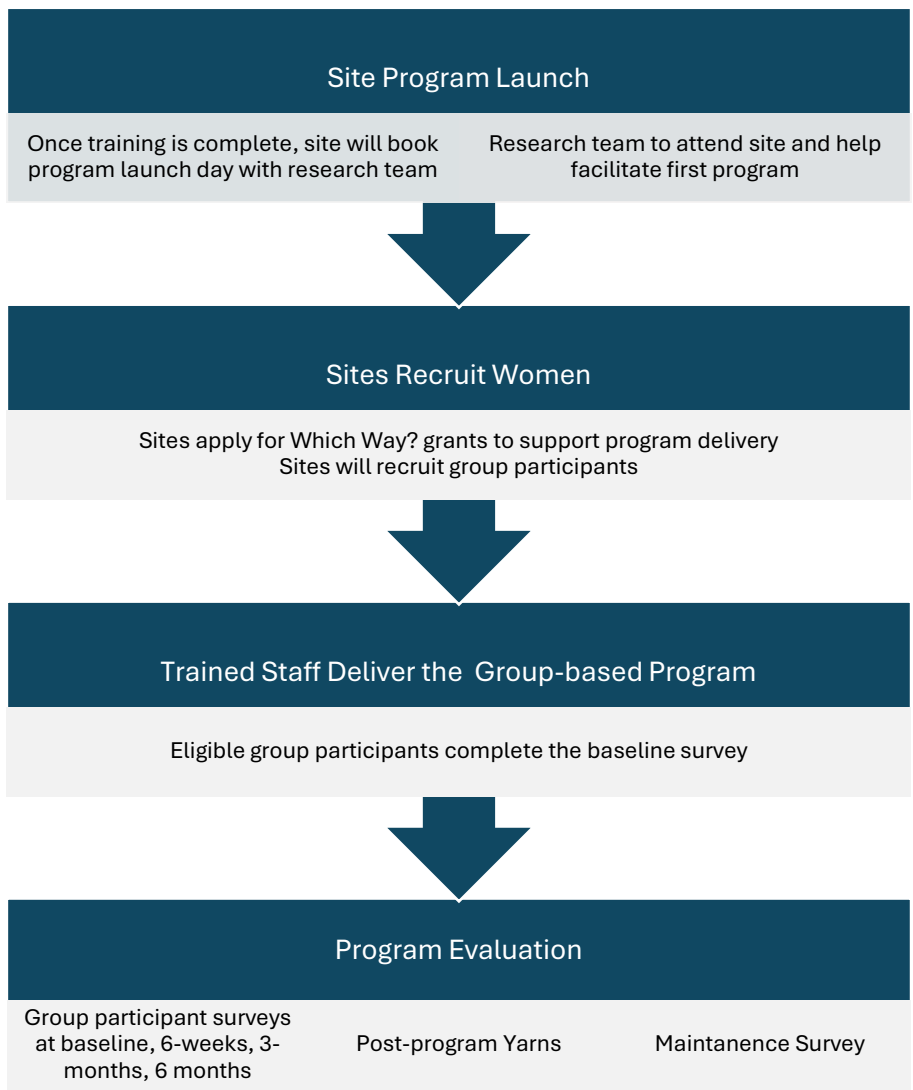 Site Program Launch
Once training is complete, site will book
program launch day with research team
Research team to attend site and help
facilitate first program
Sites Recruit Women
Sites apply for Which Way? grants to support program delivery
Sites will recruit group participants
Trained Staff Deliver the  Group-based Program
Eligible group participants complete the baseline survey
Program Evaluation
Group participant surveys
at baseline, 6-weeks, 3-
months, 6 months
Post-program Yarns
Maintanence Survey